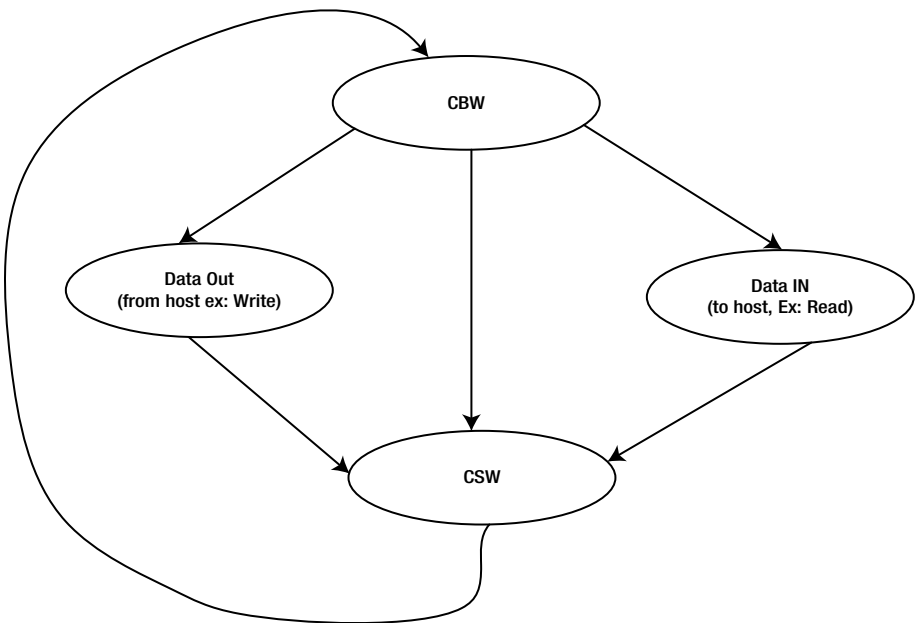 CBW
Data Out
(from host ex: Write)
Data IN
(to host, Ex: Read)
CSW